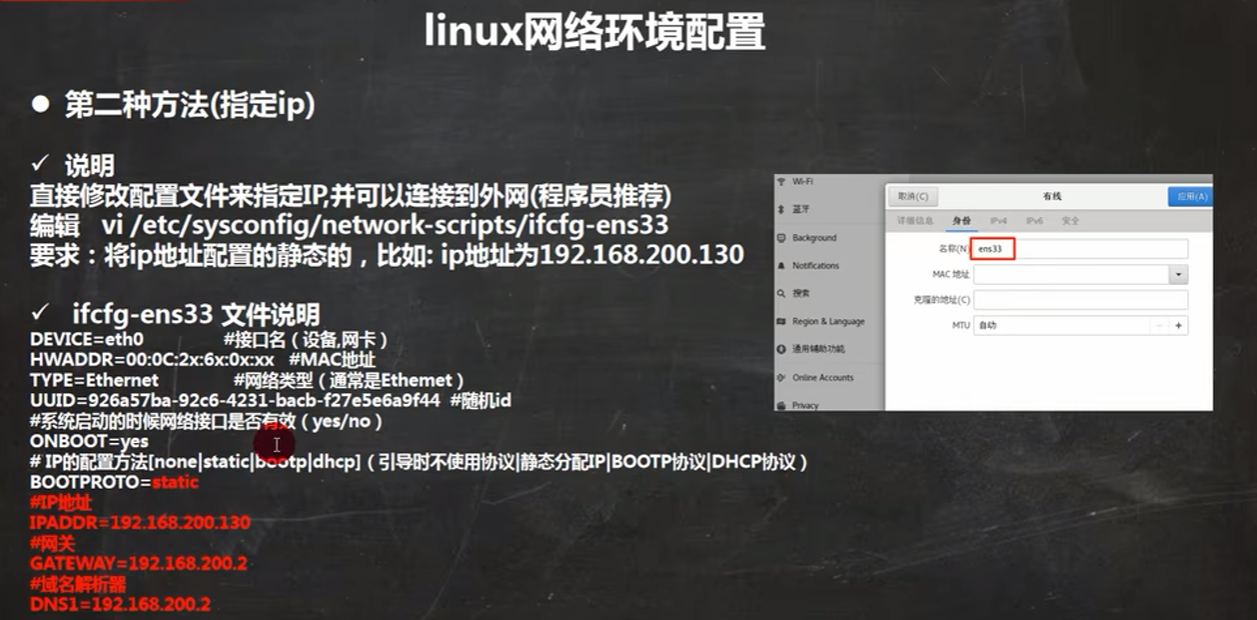 linux网络环境配置
● 第二种方法(指定ip)
✓ 说明
直接修改配置文件来指定IP,并可以连接到外网(程序员推荐)
编辑 vi /etc/sysconfig/network-scripts/ifcfg-ens33
要求：将ip地址配置的静态的，比如: ip地址为192.168.200.130
✓ ifcfg-ens33 文件说明
DEVICE=eth0 #接口名（设备,网卡）
HWADDR=00:0C:2x:6x:0x:xx #MAC地址
TYPE=Ethernet #网络类型（通常是Ethemet）
UUID=926a57ba-92c6-4231-bacb-f27e5e6a9f44 #随机id
#系统启动的时候网络接口是否有效（yes/no）
ONBOOT=yes
# IP的配置方法[none|static|bootp|dhcp]（引导时不使用协议|静态分配IP|BOOTP协议|DHCP协议）
BOOTPROTO=static
#IP地址
IPADDR=192.168.200.130
#网关
GATEWAY=192.168.200.2
#域名解析器
DNS1=192.168.200.2
Wi-Fi
蓝牙
Background
Notifications
搜索
Region & Language
通用辅助功能
Online Accounts
Privacy
取消(C) 有线 应用(A)
详细信息 身份 IPv4 IPv6 安全
名称(N) ens33
MAC 地址
克隆的地址(C)
MTU 自动 － +